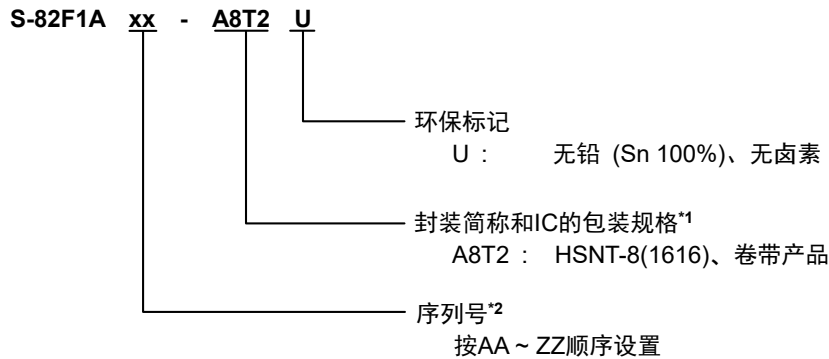 S-82F1A xx - A8T2 U
环保标记
U : 无铅 (Sn 100%)、无卤素
封装简称和IC的包装规格*1
A8T2 : HSNT-8(1616)、卷带产品
序列号*2
按AA ~ ZZ顺序设置